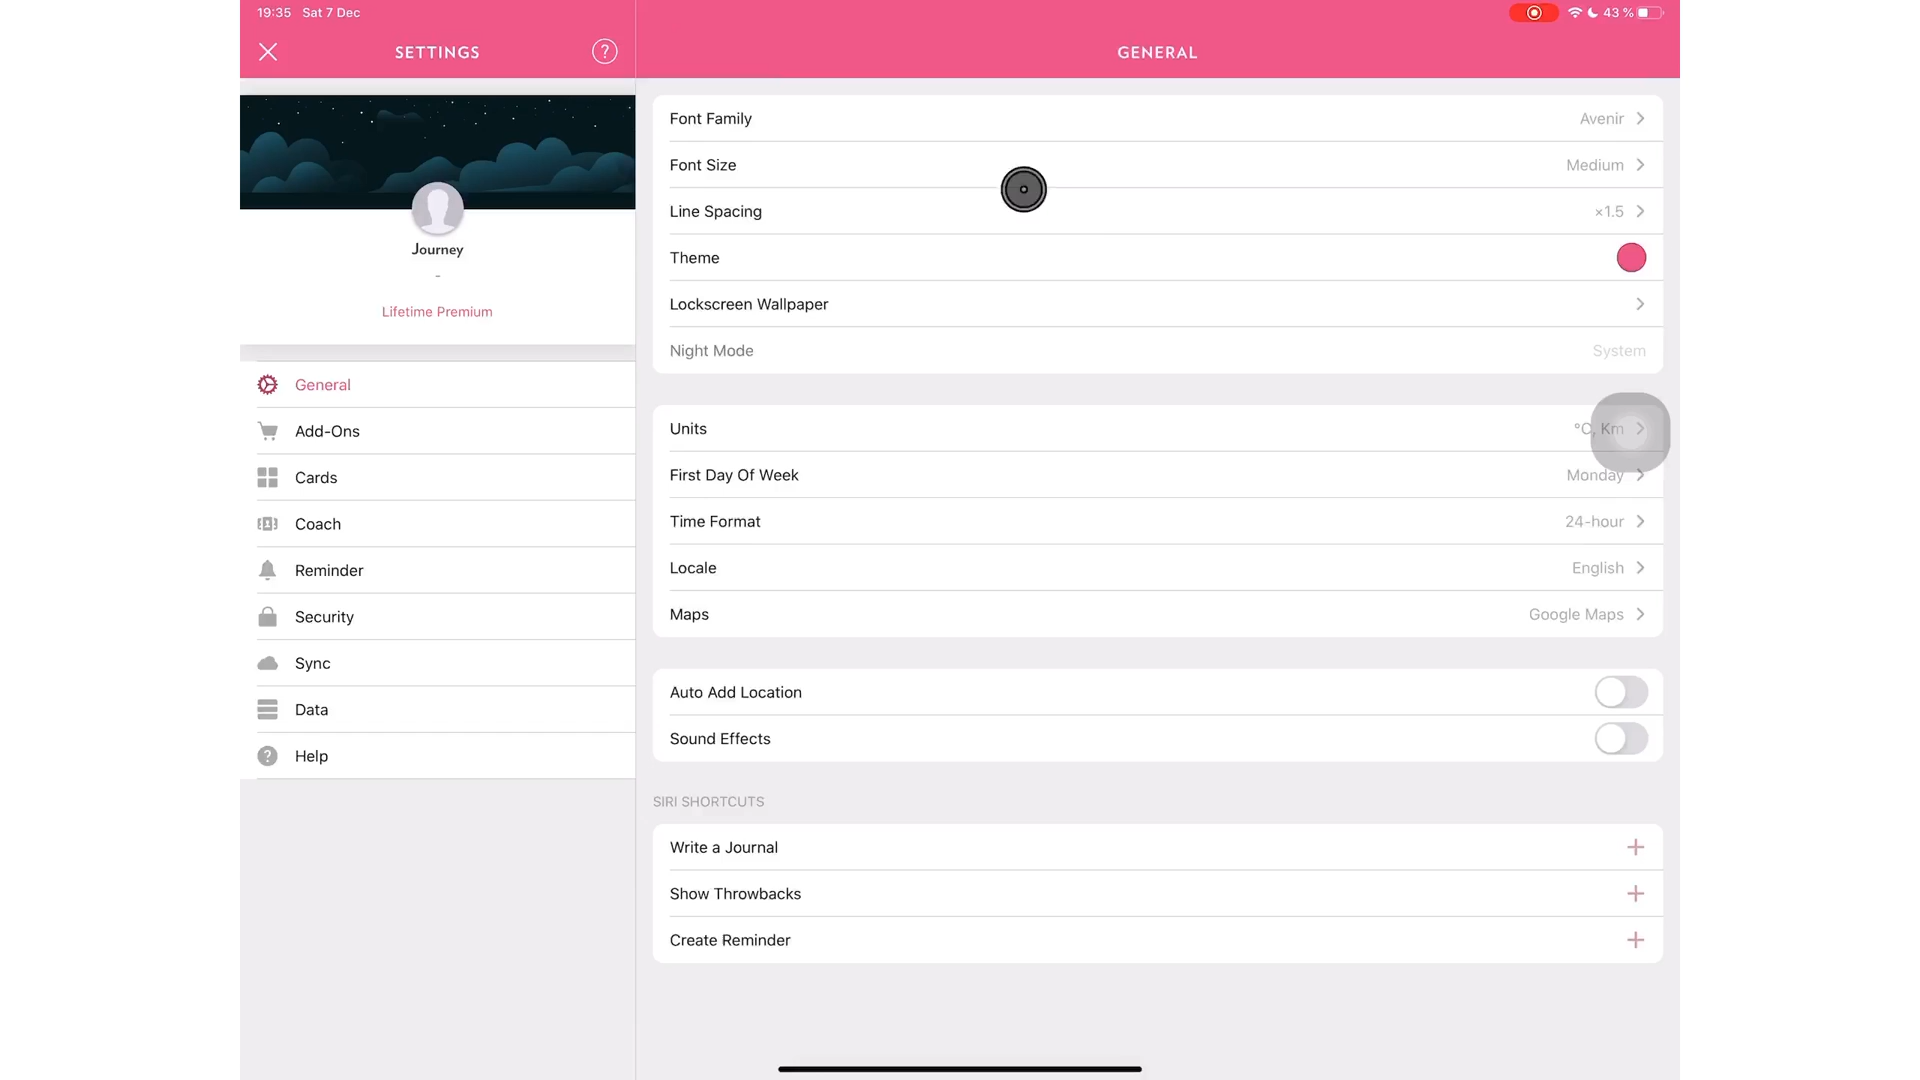 19:35 Sat 7 Dec
43 %
SETTINGS
?
GENERAL
Journey
-
Lifetime Premium
General
Add-Ons
Cards
Coach
Reminder
Security
Sync
Data
? Help
Font Family Avenir
Font Size Medium
Line Spacing ×1.5
Theme
Lockscreen Wallpaper
Night Mode System
Units °C, Km
First Day Of Week Monday
Time Format 24-hour
Locale English
Maps Google Maps
Auto Add Location
Sound Effects
SIRI SHORTCUTS
Write a Journal +
Show Throwbacks +
Create Reminder +